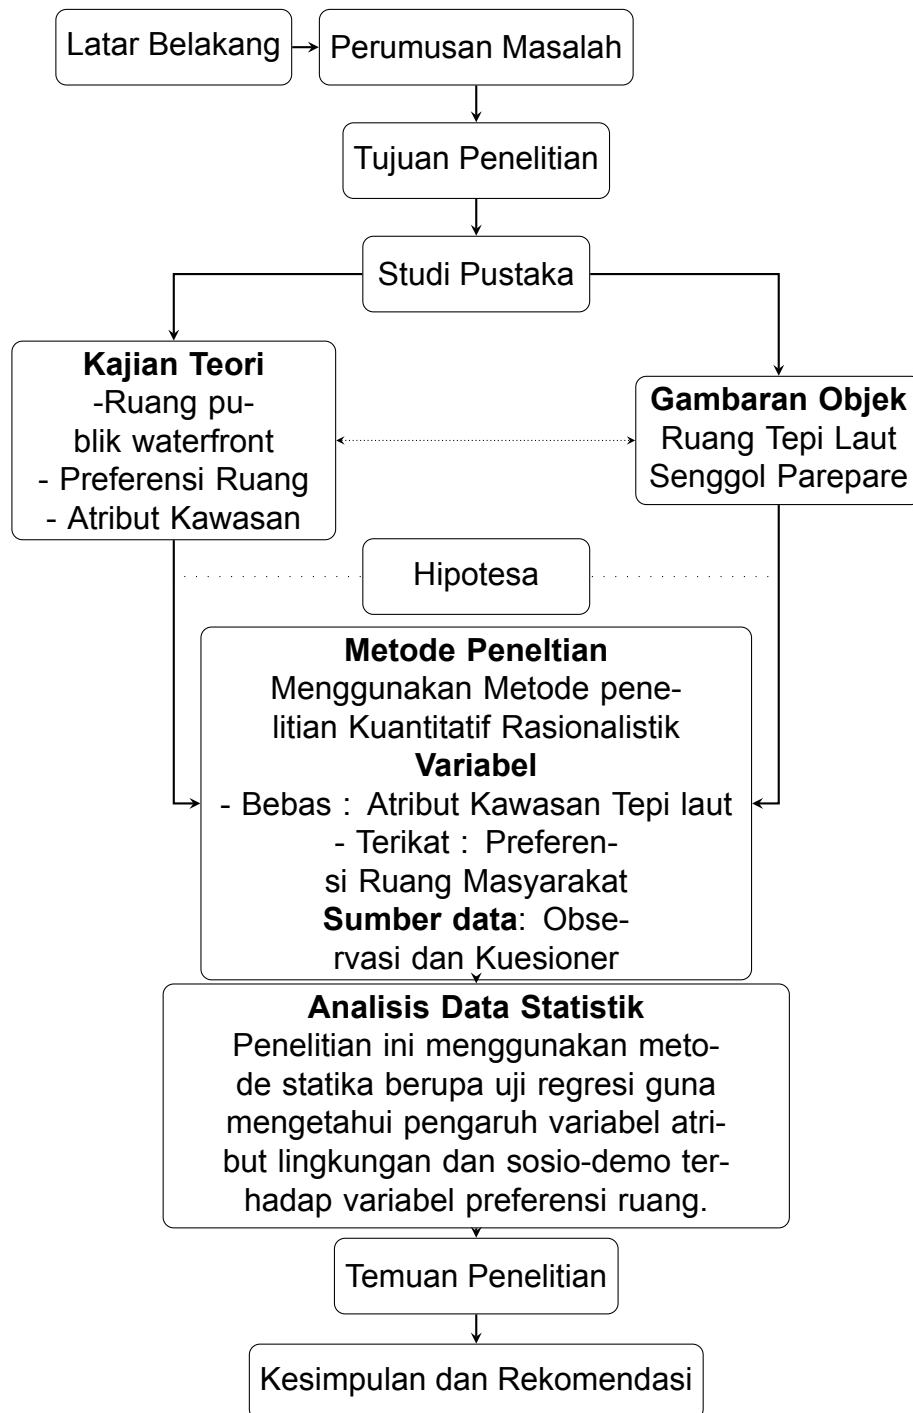 Latar Belakang
Perumusan Masalah
Tujuan Penelitian
Studi Pustaka
Kajian Teori
-Ruang pu-
blik waterfront
- Preferensi Ruang
- Atribut Kawasan
Gambaran Objek
Ruang Tepi Laut
Senggol Parepare
Hipotesa
Metode Peneltian
Menggunakan Metode pene-
litian Kuantitatif Rasionalistik
Variabel
- Bebas : Atribut Kawasan Tepi laut
- Terikat : Preferen-
si Ruang Masyarakat
Sumber data: Obse-
rvasi dan Kuesioner
Analisis Data Statistik
Penelitian ini menggunakan meto-
de statika berupa uji regresi guna
mengetahui pengaruh variabel atri-
but lingkungan dan sosio-demo ter-
hadap variabel preferensi ruang.
Temuan Penelitian
Kesimpulan dan Rekomendasi